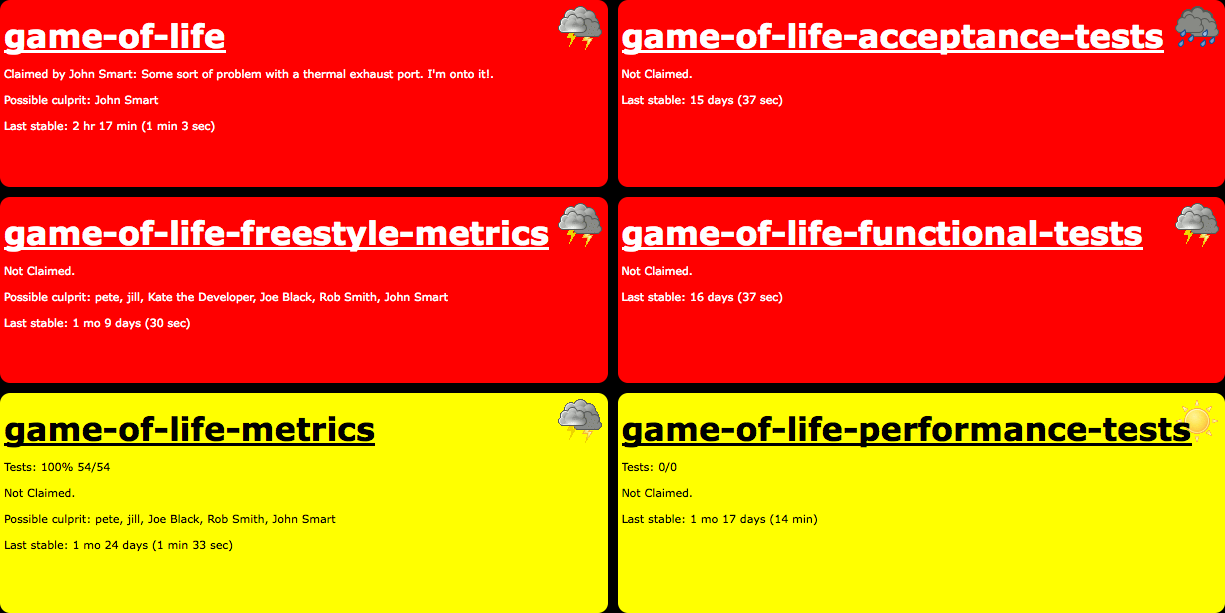 game-of-life
Claimed by John Smart: Some sort of problem with a thermal exhaust port. I'm onto it!.
Possible culprit: John Smart
Last stable: 2 hr 17 min (1 min 3 sec)
game-of-life-acceptance-tests
Not Claimed.
Last stable: 15 days (37 sec)
game-of-life-freestyle-metrics
Not Claimed.
Possible culprit: pete, jill, Kate the Developer, Joe Black, Rob Smith, John Smart
Last stable: 1 mo 9 days (30 sec)
game-of-life-functional-tests
Not Claimed.
Last stable: 16 days (37 sec)
game-of-life-metrics
Tests: 100% 54/54
Not Claimed.
Possible culprit: pete, jill, Joe Black, Rob Smith, John Smart
Last stable: 1 mo 24 days (1 min 33 sec)
game-of-life-performance-tests
Tests: 0/0
Not Claimed.
Last stable: 1 mo 17 days (14 min)